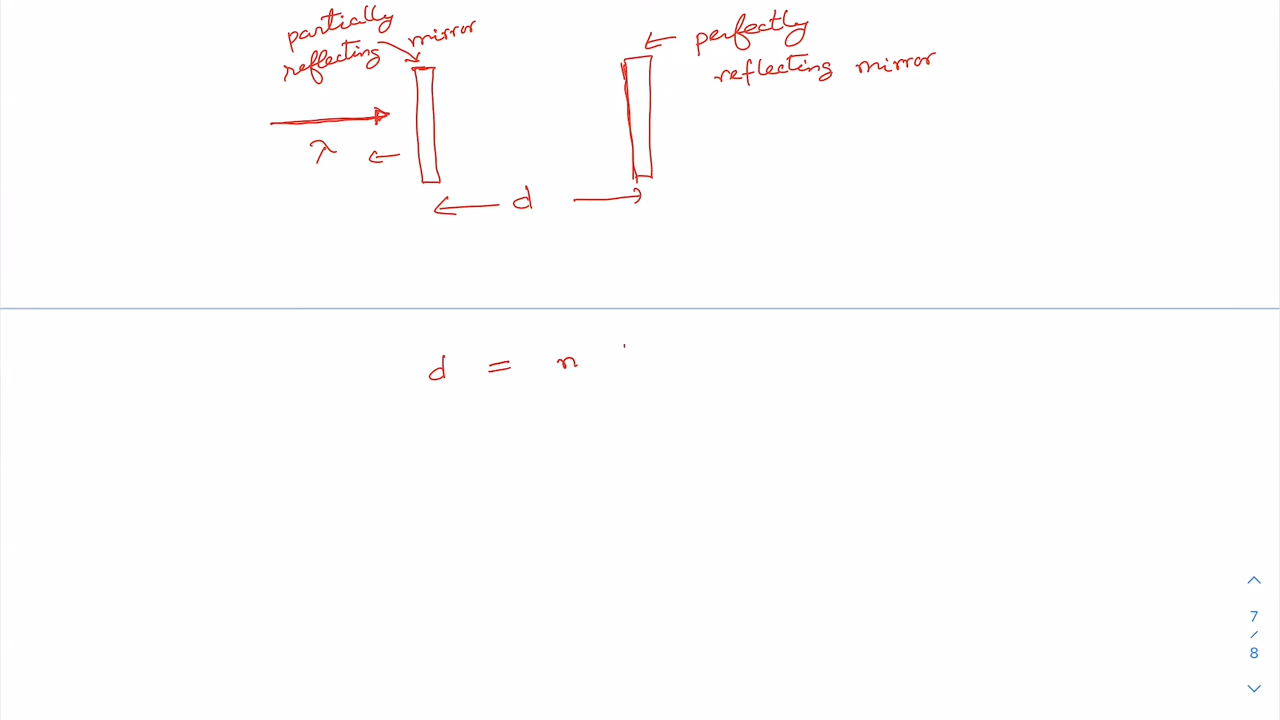 partially
reflecting mirror
perfectly
reflecting mirror
λ
d
d = n
7
/
8